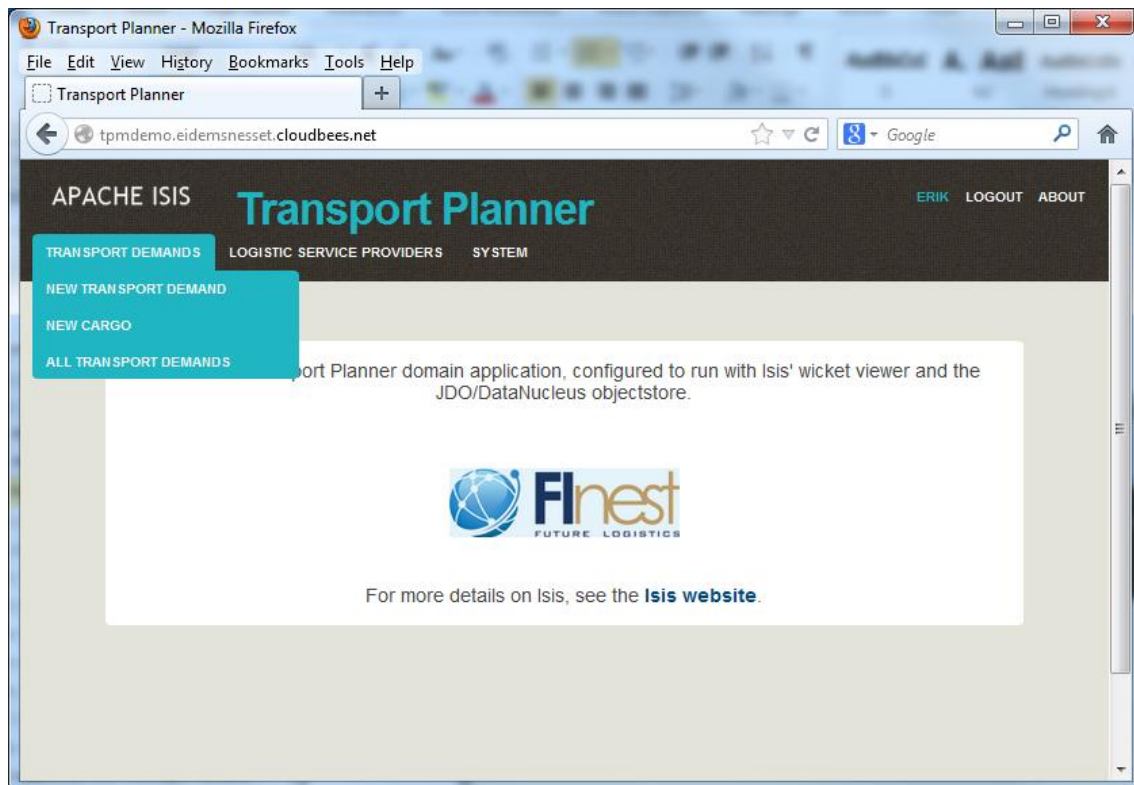 Transport Planner - Mozilla Firefox
File Edit View History Bookmarks Tools Help
Transport Planner
tpmdemo.eidemsnesset.cloudbees.net
Google
APACHE ISIS
Transport Planner
ERIK LOGOUT ABOUT
TRANSPORT DEMANDS LOGISTIC SERVICE PROVIDERS SYSTEM
NEW TRANSPORT DEMAND
NEW CARGO
ALL TRANSPORT DEMANDS
port Planner domain application, configured to run with Isis' wicket viewer and the
JDO/DataNucleus objectstore.
FInest
FUTURE LOGISTICS
For more details on Isis, see the Isis website.